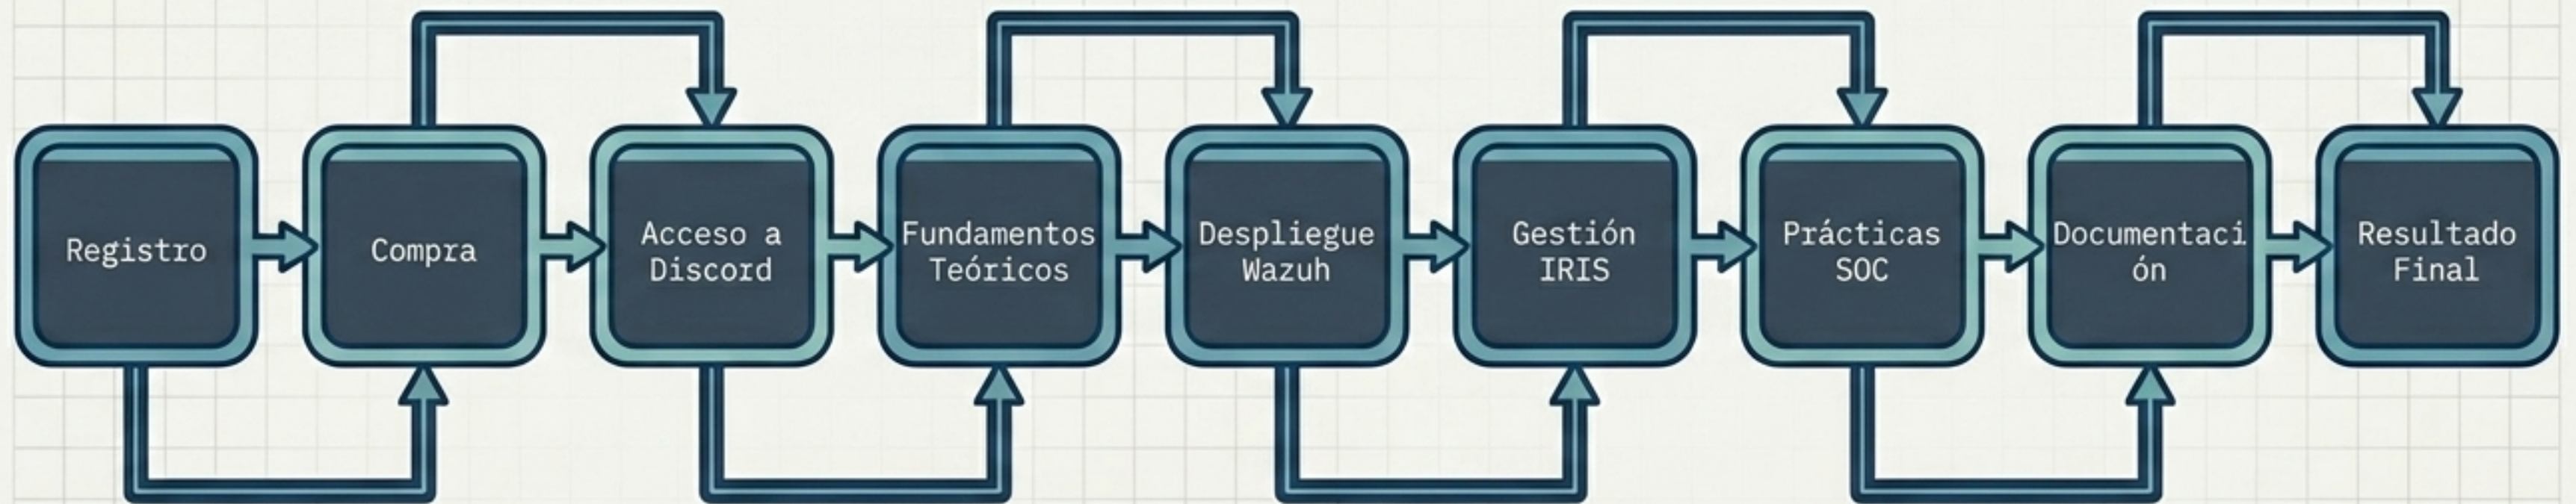 Registro
Compra
Acceso a
Discord
Fundamentos
Teóricos
Despliegue
Wazuh
Gestión
IRIS
Prácticas
SOC
Documentaci
ón
Resultado
Final